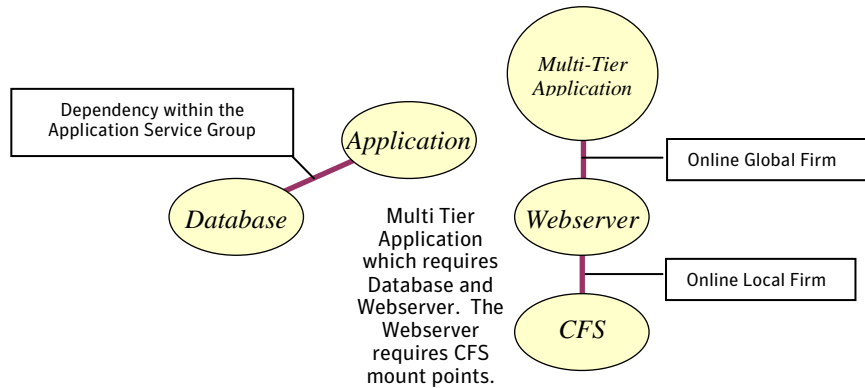 Dependency within the
Application Service Group
Application
Database
Multi Tier
Application
which requires
Database and
Webserver. The
Webserver
requires CFS
mount points.
Multi-Tier
Application
Online Global Firm
Webserver
Online Local Firm
CFS